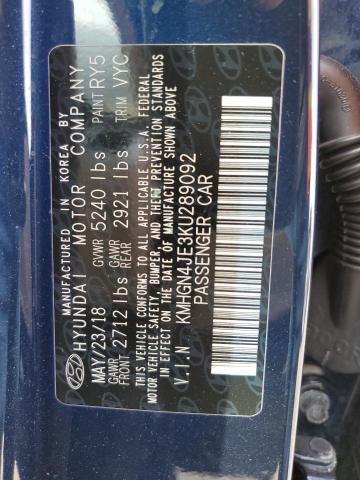 MANUFACTURED IN KOREA BY
HYUNDAI MOTOR COMPANY
MAY/23/18 GVWR 5240 lbs PAINT RY5
GAWR FRONT 2712 lbs GAWR REAR 2921 lbs TRIM VYC
THIS VEHICLE CONFORMS TO ALL APPLICABLE U.S.A. FEDERAL
MOTOR VEHICLE SAFETY, BUMPER, AND THEFT PREVENTION
STANDARDS IN EFFECT ON THE DATE OF MANUFACTURE SHOWN ABOVE
V.I.N KMHGN4JE3KU289092
PASSENGER CAR